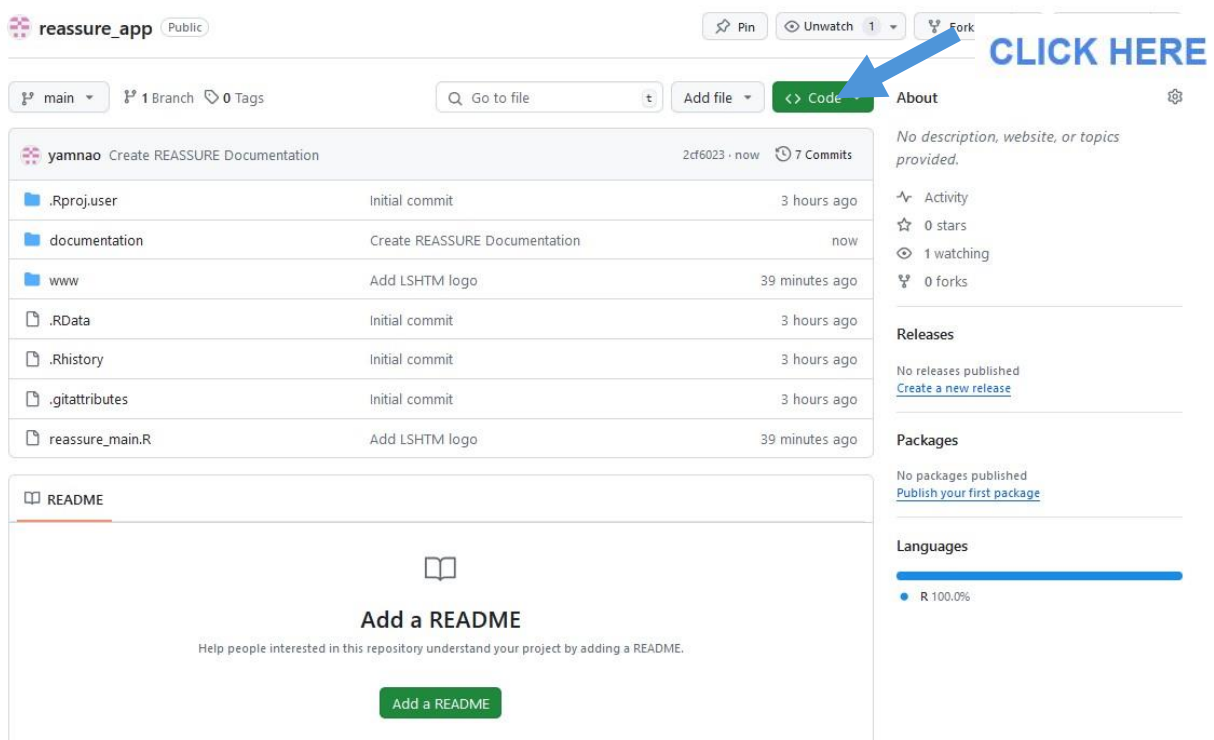 reassure_app Public
Pin
Unwatch 1
Fork
CLICK HERE
main
1 Branch
0 Tags
Go to file
t
Add file
<> Code
About
No description, website, or topics
provided.
yamnao Create REASSURE Documentation
2cf6023 · now
7 Commits
.Rproj.user Initial commit 3 hours ago
documentation Create REASSURE Documentation now
www Add LSHTM logo 39 minutes ago
.RData Initial commit 3 hours ago
.Rhistory Initial commit 3 hours ago
.gitattributes Initial commit 3 hours ago
reassure_main.R Add LSHTM logo 39 minutes ago
Activity
0 stars
1 watching
0 forks
Releases
No releases published
Create a new release
Packages
No packages published
Publish your first package
Languages
R 100.0%
README
Add a README
Help people interested in this repository understand your project by adding a README.
Add a README